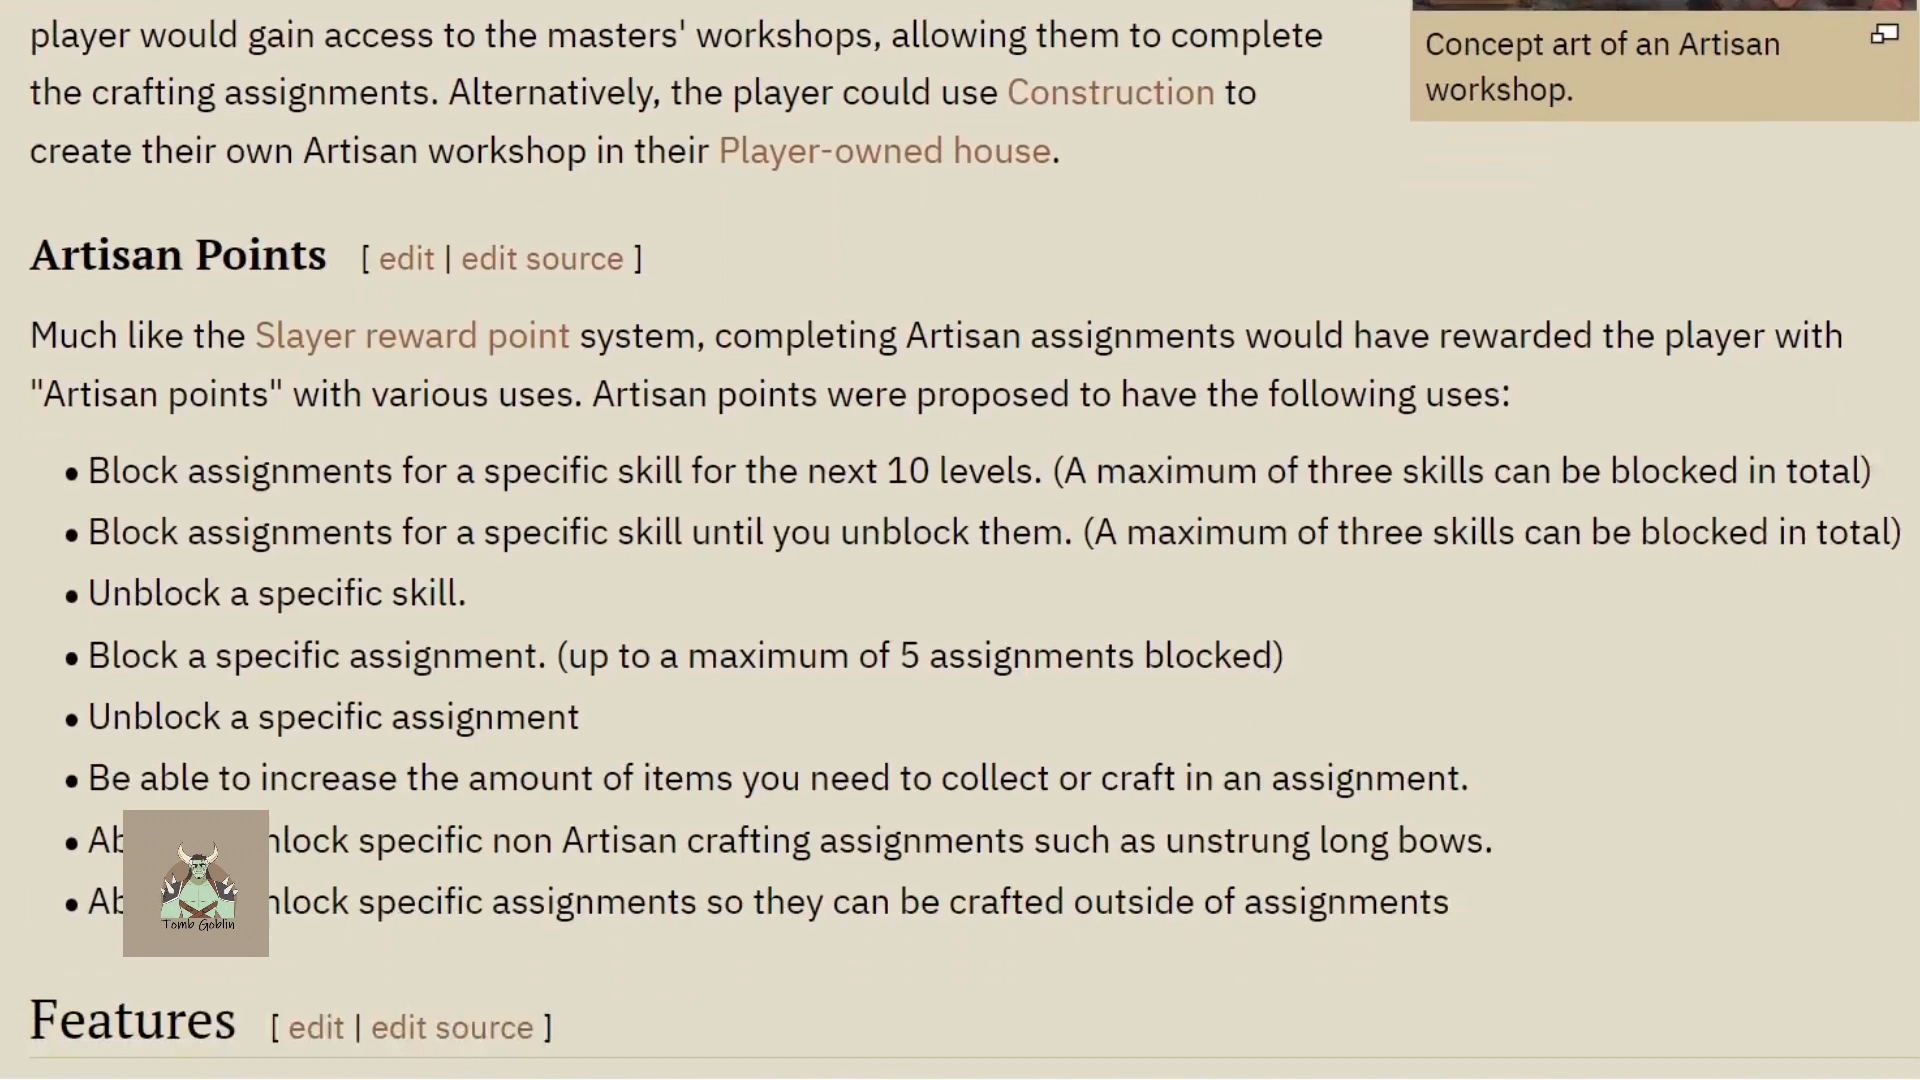 player would gain access to the masters' workshops, allowing them to complete
the crafting assignments. Alternatively, the player could use Construction to
create their own Artisan workshop in their Player-owned house.
Concept art of an Artisan
workshop.
Artisan Points [ edit | edit source ]
Much like the Slayer reward point system, completing Artisan assignments would have rewarded the player with
"Artisan points" with various uses. Artisan points were proposed to have the following uses:
• Block assignments for a specific skill for the next 10 levels. (A maximum of three skills can be blocked in total)
• Block assignments for a specific skill until you unblock them. (A maximum of three skills can be blocked in total)
• Unblock a specific skill.
• Block a specific assignment. (up to a maximum of 5 assignments blocked)
• Unblock a specific assignment
• Be able to increase the amount of items you need to collect or craft in an assignment.
• Ab nlock specific non Artisan crafting assignments such as unstrung long bows.
• Ab nlock specific assignments so they can be crafted outside of assignments
Tomb Goblin
Features [ edit | edit source ]